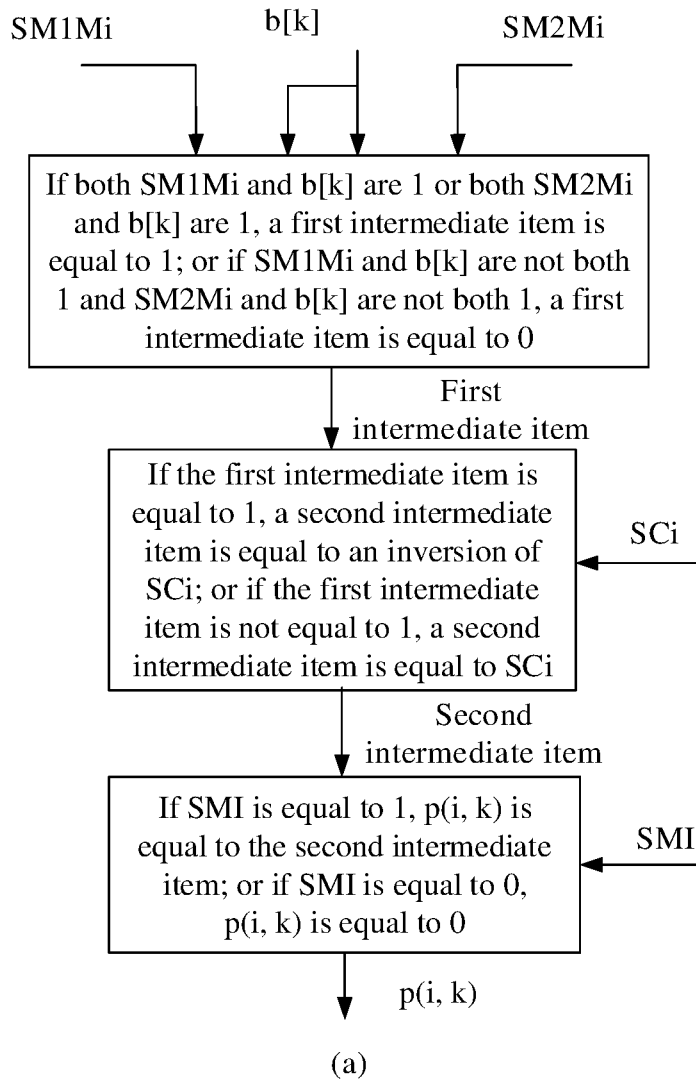 SM1Mi
b[k]
SM2Mi
If both SM1Mi and b[k] are 1 or both SM2Mi
and b[k] are 1, a first intermediate item is
equal to 1; or if SM1Mi and b[k] are not both
1 and SM2Mi and b[k] are not both 1, a first
intermediate item is equal to 0
First
intermediate item
If the first intermediate item is
equal to 1, a second intermediate
item is equal to an inversion of
SCi; or if the first intermediate
item is not equal to 1, a second
intermediate item is equal to SCi
SCi
Second
intermediate item
If SMI is equal to 1, p(i, k) is
equal to the second intermediate
item; or if SMI is equal to 0,
p(i, k) is equal to 0
SMI
p(i, k)
(a)